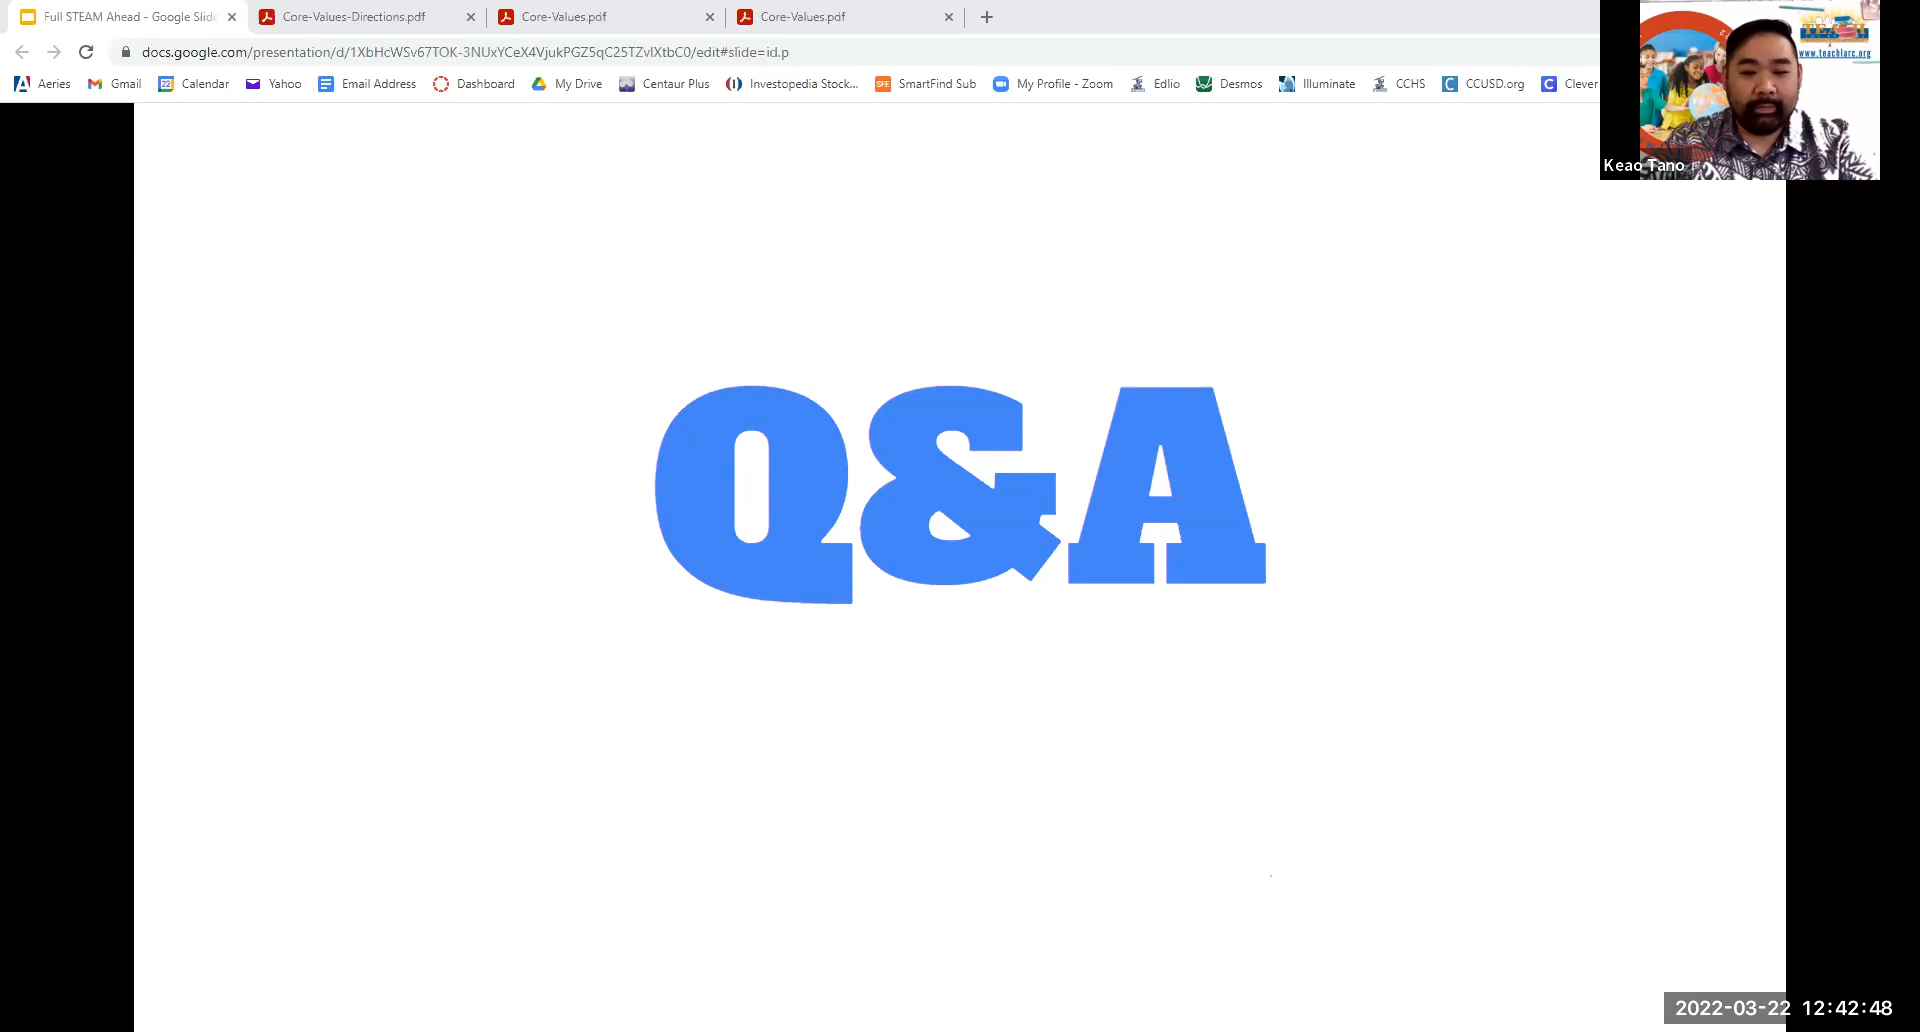 Full STEAM Ahead - Google Slide
Core-Values-Directions.pdf
Core-Values.pdf
Core-Values.pdf
docs.google.com/presentation/d/1XbHcWSv67TOK-3NUxYCeX4VjukPGZ5qC25TZvlXtbC0/edit#slide=id.p
Aeries
Gmail
22
Calendar
Yahoo
Email Address
Dashboard
My Drive
Centaur Plus
Investopedia Stock...
SFE
SmartFind Sub
My Profile - Zoom
Edlio
Desmos
Illuminate
CCHS
C
CCUSD.org
C
Clever
TEACH
www.teachlarc.org
Keao Tano
Q&A
2022-03-22 12:42:48